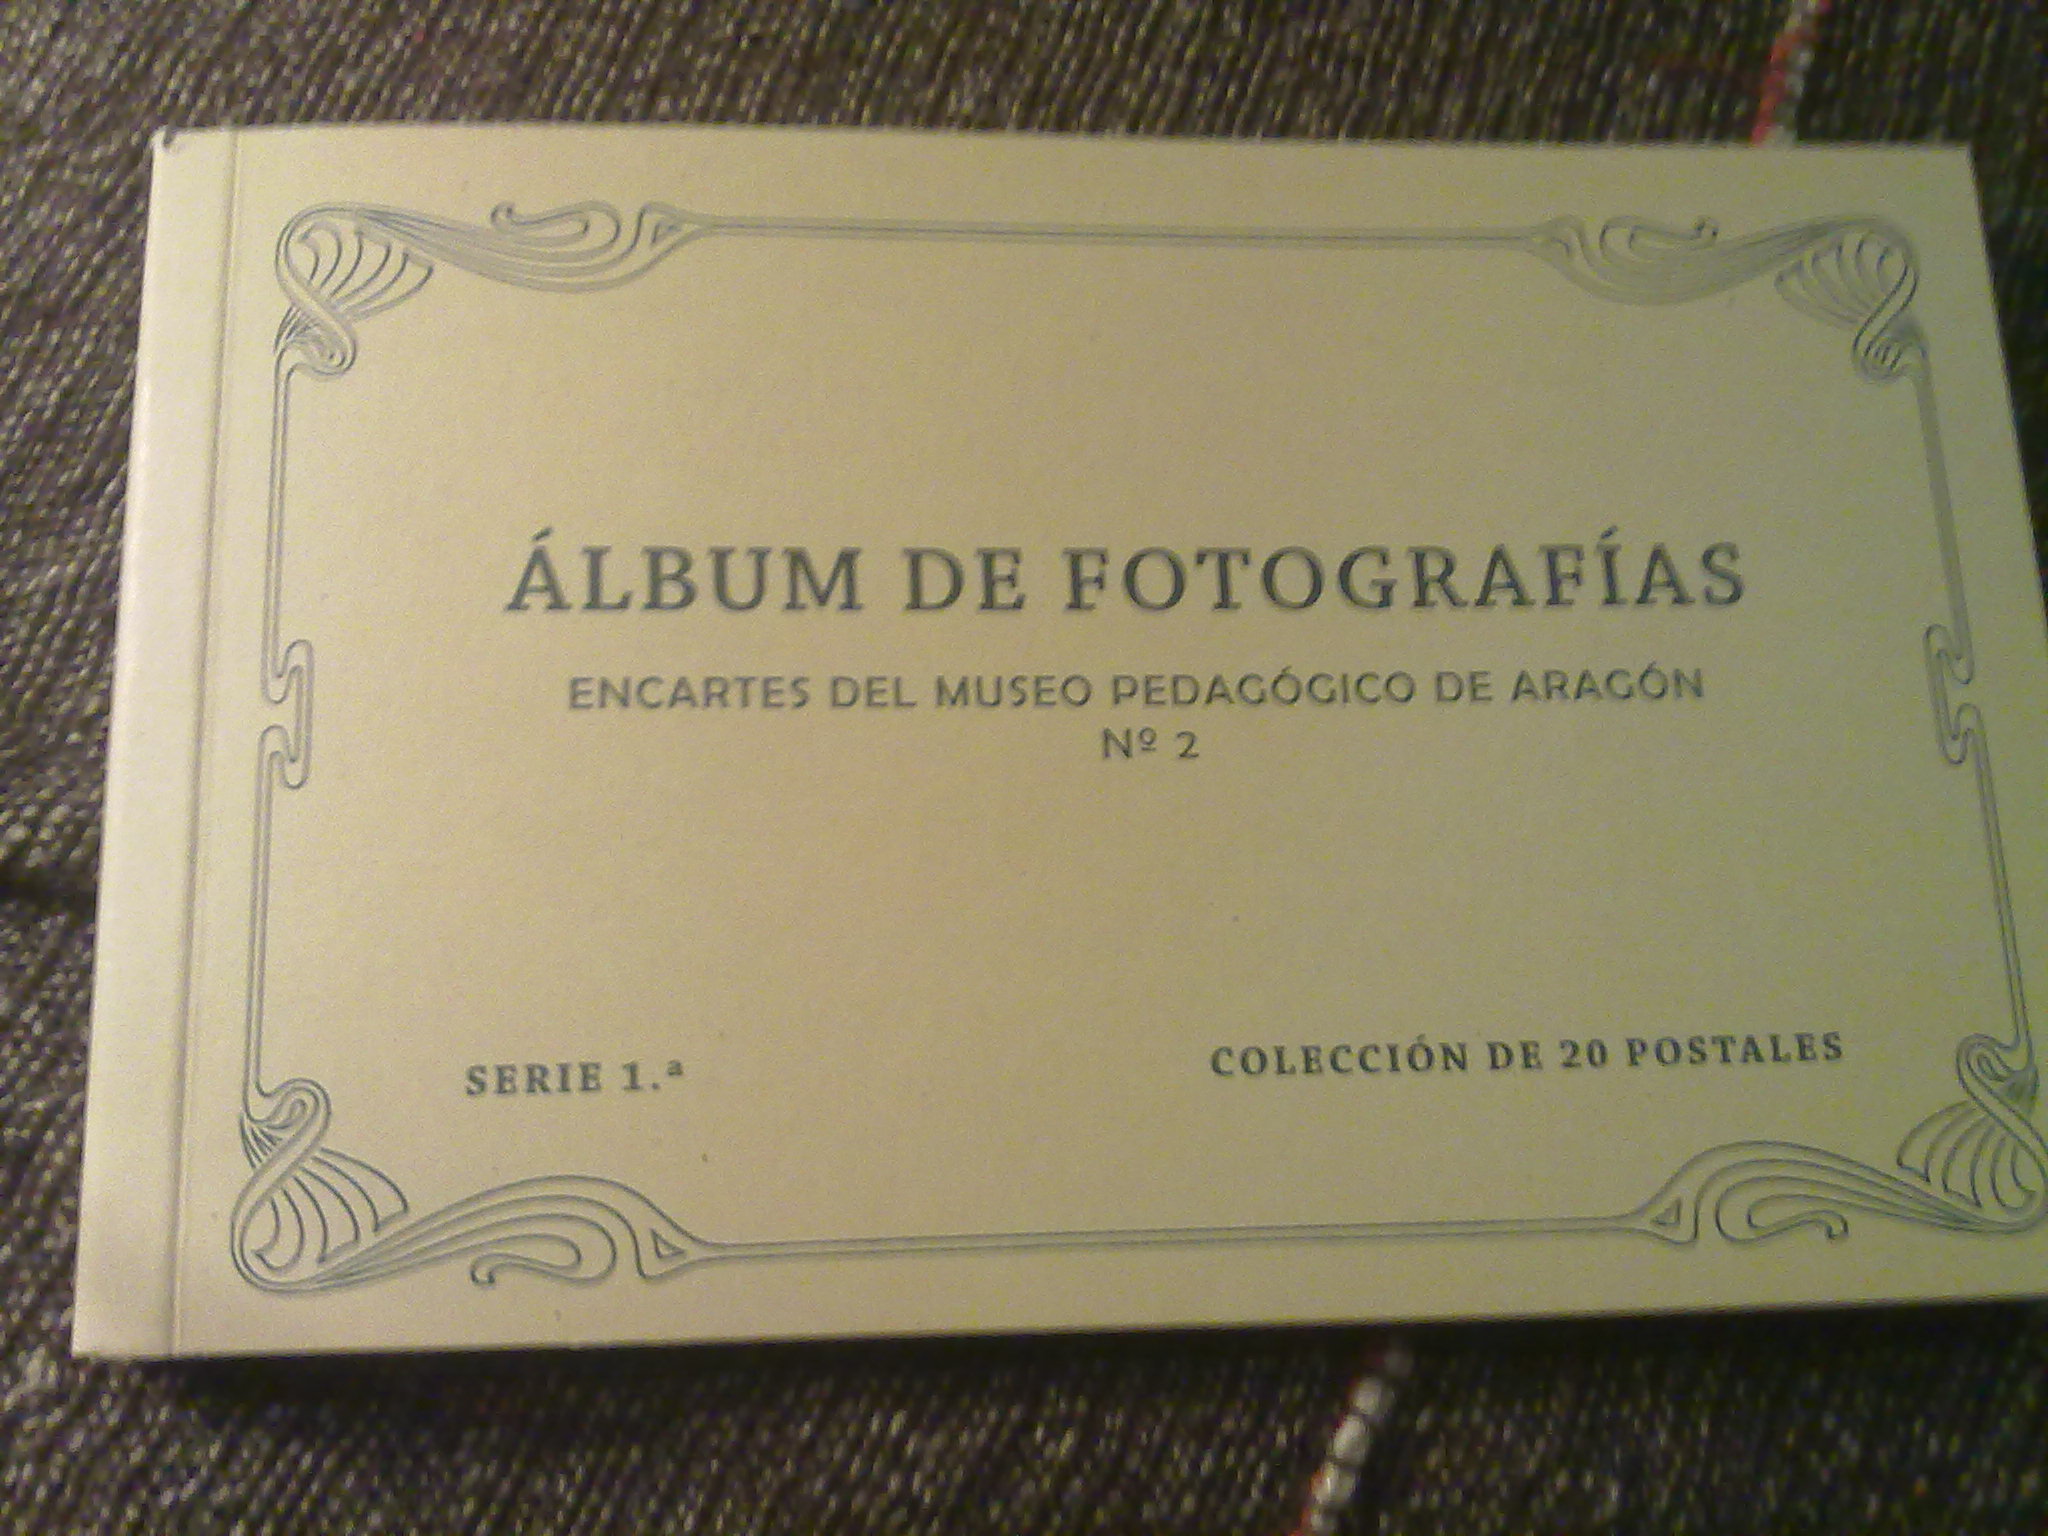 ÁLBUM DE FOTOGRAFÍAS
ENCARTES DEL MUSEO PEDAGÓGICO DE ARAGÓN
Nº 2
SERIE 1.ª
COLECCIÓN DE 20 POSTALES